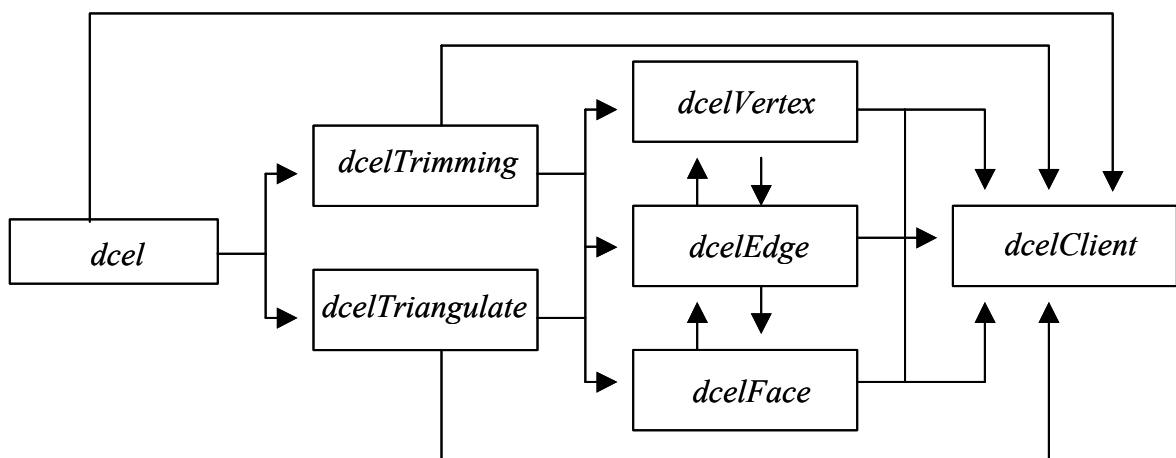 dcelVertex
dcelTrimming
dcel
dcelEdge
dcelClient
dcelTriangulate
dcelFace